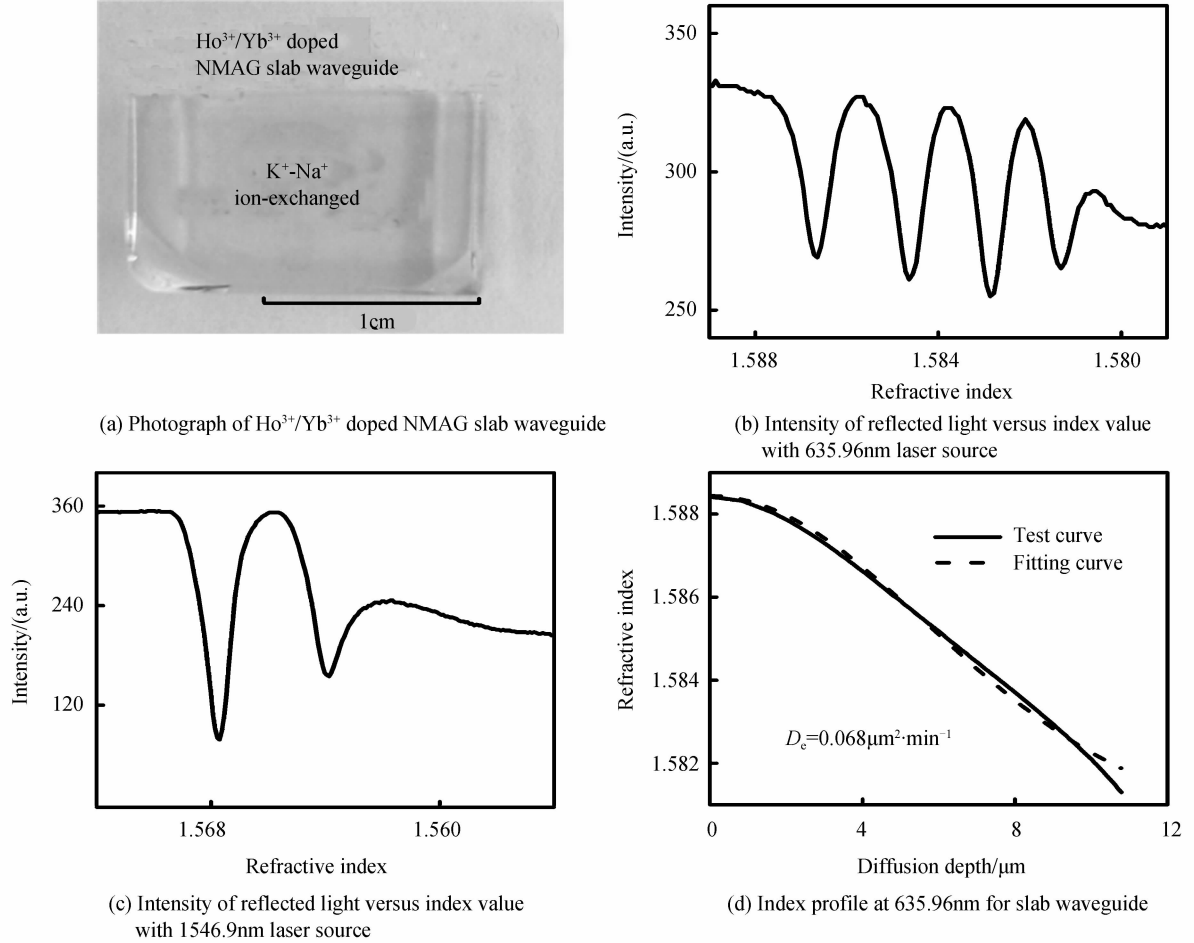 Ho³⁺/Yb³⁺ doped
NMAG slab waveguide
K⁺-Na⁺
ion-exchanged
1cm
(a) Photograph of Ho³⁺/Yb³⁺ doped NMAG slab waveguide
350
300
250
Intensity/(a.u.)
1.588
1.584
1.580
Refractive index
(b) Intensity of reflected light versus index value
with 635.96nm laser source
360
240
120
Intensity/(a.u.)
1.568
1.560
Refractive index
(c) Intensity of reflected light versus index value
with 1546.9nm laser source
1.588
1.586
1.584
1.582
Refractive index
Test curve
Fitting curve
Dₑ=0.068μm²·min⁻¹
0
4
8
12
Diffusion depth/μm
(d) Index profile at 635.96nm for slab waveguide